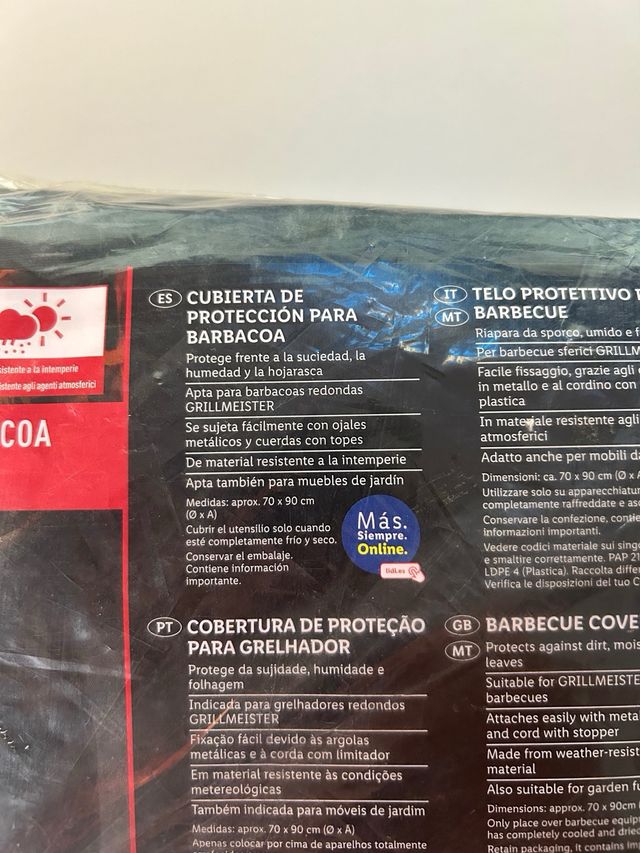 sistente a la intemperie
istente agli agenti atmosferici
COA
ES CUBIERTA DE
PROTECCIÓN PARA
BARBACOA
Protege frente a la suciedad, la
humedad y la hojarasca
Apta para barbacoas redondas
GRILLMEISTER
Se sujeta fácilmente con ojales
metálicos y cuerdas con topes
De material resistente a la intemperie
Apta también para muebles de jardín
Medidas: aprox. 70 x 90 cm
(Ø x A)
Cubrir el utensilio solo cuando
esté completamente frío y seco.
Conservar el embalaje.
Contiene información
importante.
Más.
Siempre.
Online.
lidl.es
IT MT TELO PROTETTIVO
BARBECUE
Riapara da sporco, umido e
Per barbecue sferici GRILLM
Facile fissaggio, grazie agli
in metallo e al cordino con
plastica
In materiale resistente agli
atmosferici
Adatto anche per mobili da
Dimensioni: ca. 70 x 90 cm (Ø x
Utilizzare solo su apparecchiatur
completamente raffreddate e asc
Conservare la confezione, contie
informazioni importanti.
Vedere codici materiale sui sing
e smaltire correttamente. PAP 21
LDPE 4 (Plastica). Raccolta differ
Verifica le disposizioni del tuo C
PT COBERTURA DE PROTEÇÃO
PARA GRELHADOR
Protege da sujidade, humidade e
folhagem
Indicada para grelhadores redondos
GRILLMEISTER
Fixação fácil devido às argolas
metálicas e à corda com limitador
Em material resistente às condições
metereológicas
Também indicada para móveis de jardim
Medidas: aprox. 70 x 90 cm (Ø x A)
Apenas colocar por cima de aparelhos totalmente
GB MT BARBECUE COVE
Protects against dirt, mois
leaves
Suitable for GRILLMEISTE
barbecues
Attaches easily with meta
and cord with stopper
Made from weather-resist
material
Also suitable for garden fu
Dimensions: approx. 70 x 90cm
Only place over barbecue equip
has completely cooled and dried
Retain packaging, it contains im